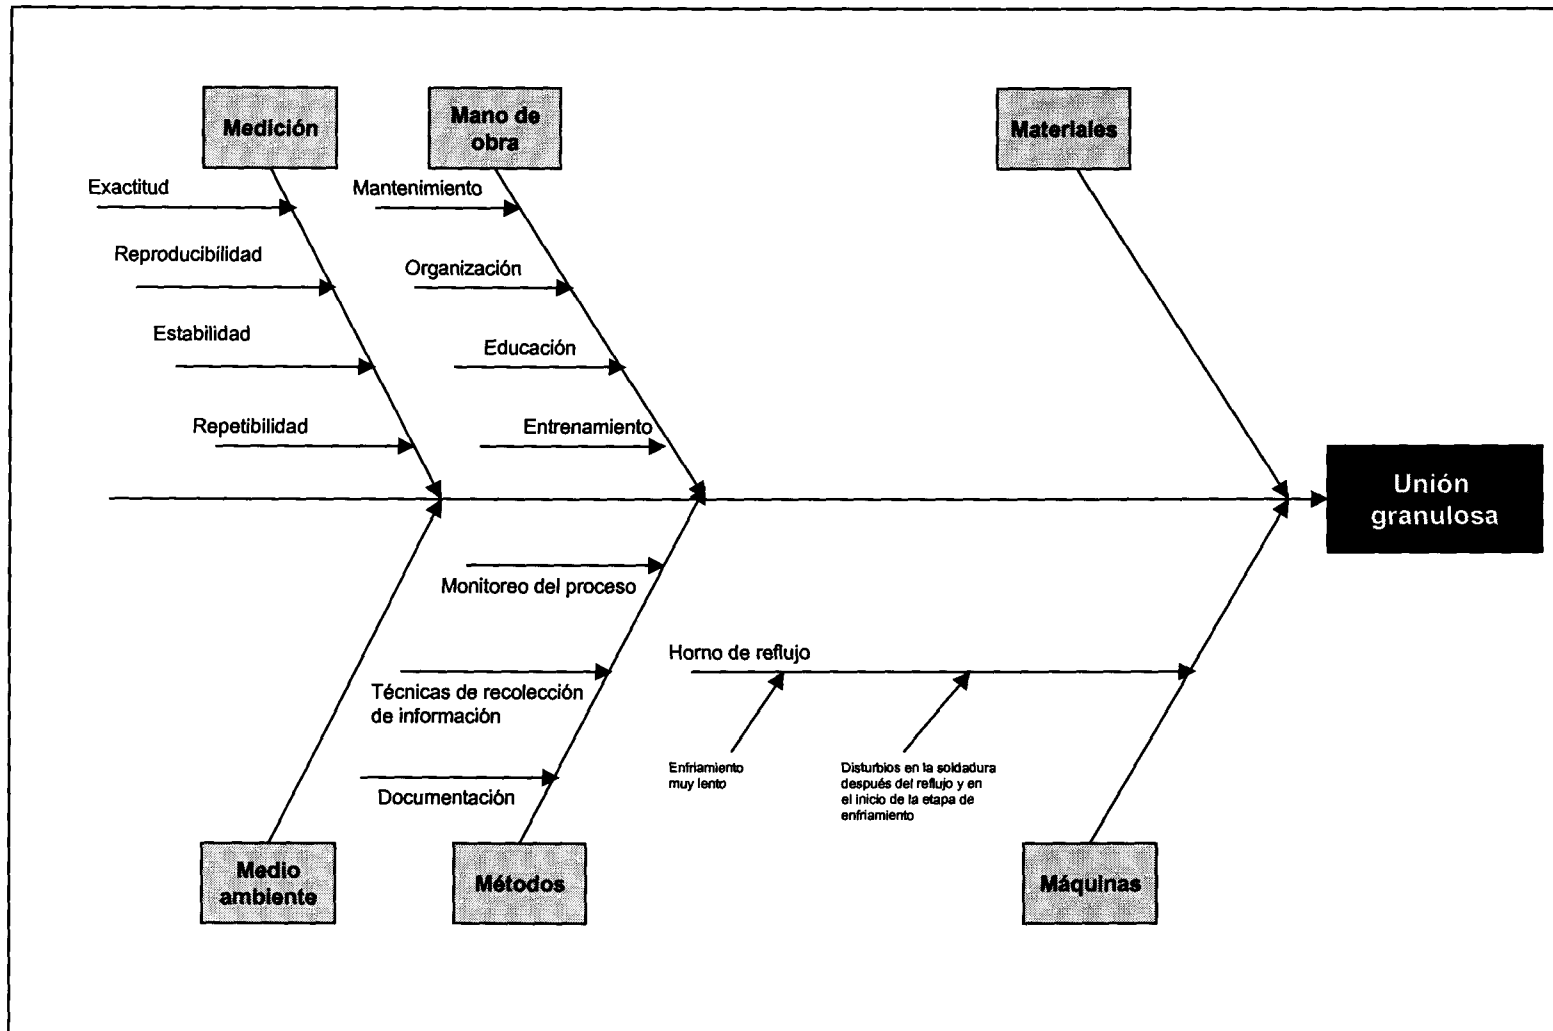 Medición
Mano de
obra
Materiales
Exactitud
Mantenimiento
Reproducibilidad
Organización
Estabilidad
Educación
Repetibilidad
Entrenamiento
Unión
granulosa
Monitoreo del proceso
Horno de reflujo
Técnicas de recolección
de información
Enfriamiento
muy lento
Disturbios en la soldadura
después del reflujo y en
el inicio de la etapa de
enfriamiento
Documentación
Medio
ambiente
Métodos
Máquinas